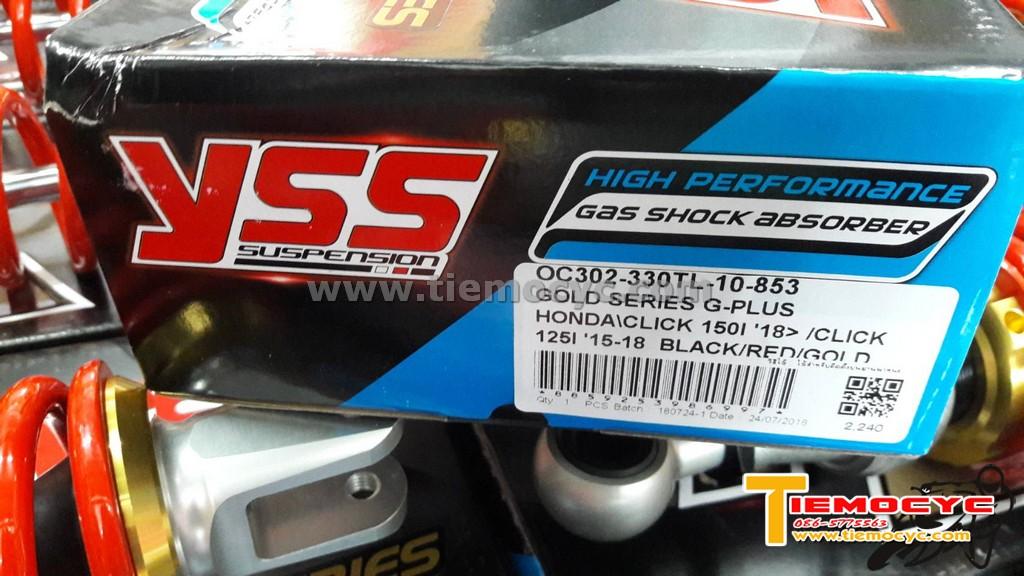 YSS
SUSPENSION
HIGH PERFORMANCE
GAS SHOCK ABSORBER
www.tiemocyc.com
OC302-330TL-10-853
GOLD SERIES G-PLUS
HONDA\CLICK 150I '18> /CLICK
125I '15-18 BLACK/RED/GOLD
Qty 1 PCS Batch 180724-1 Date 24/07/2018
2.240
TIEMOCYC
086-5775563
www.tiemocyc.com